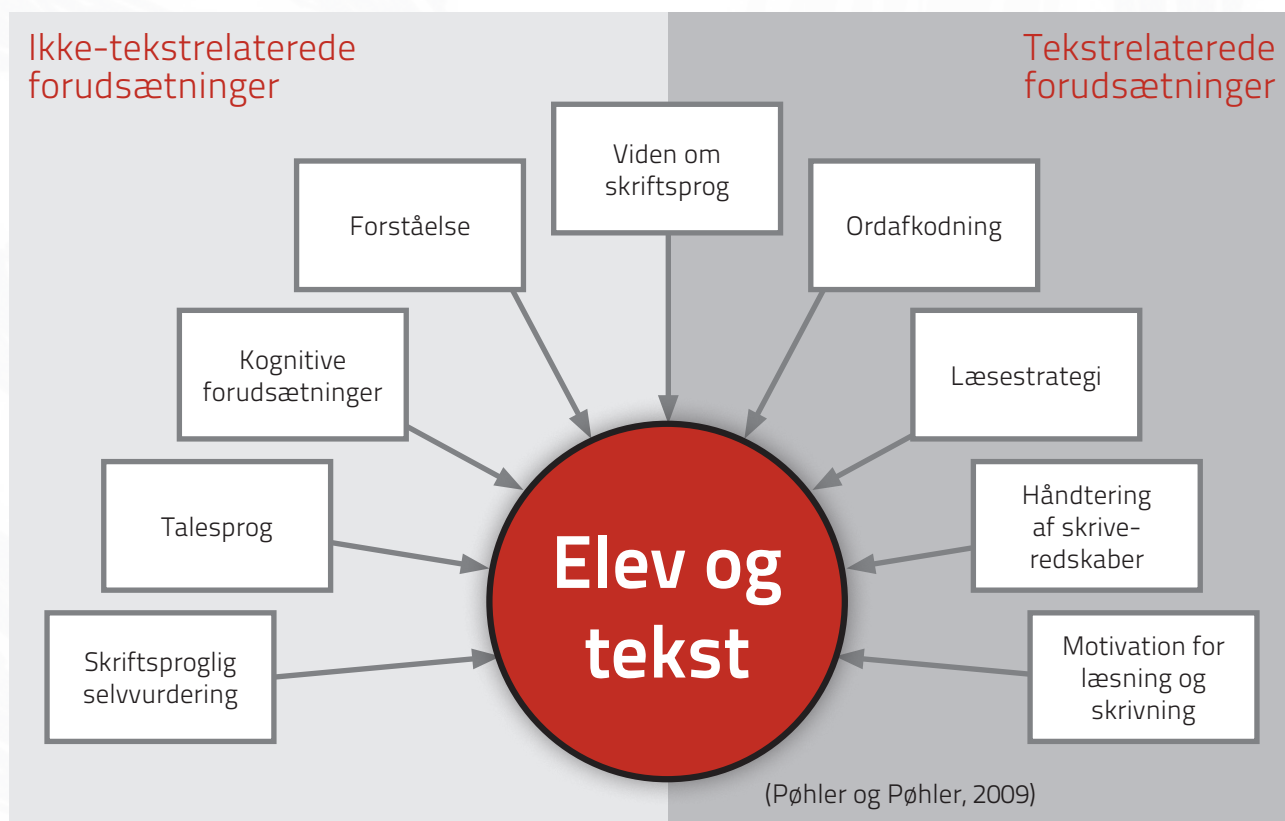 Ikke-tekstrelaterede
forudsætninger
Tekstrelaterede
forudsætninger
Viden om
skriftsprog
Forståelse
Ordafkodning
Kognitive
forudsætninger
Læsestrategi
Talesprog
Håndtering
af skrive-
redskaber
Skriftsproglig
selvvurdering
Motivation for
læsning og
skrivning
Elev og
tekst
(Pøhler og Pøhler, 2009)